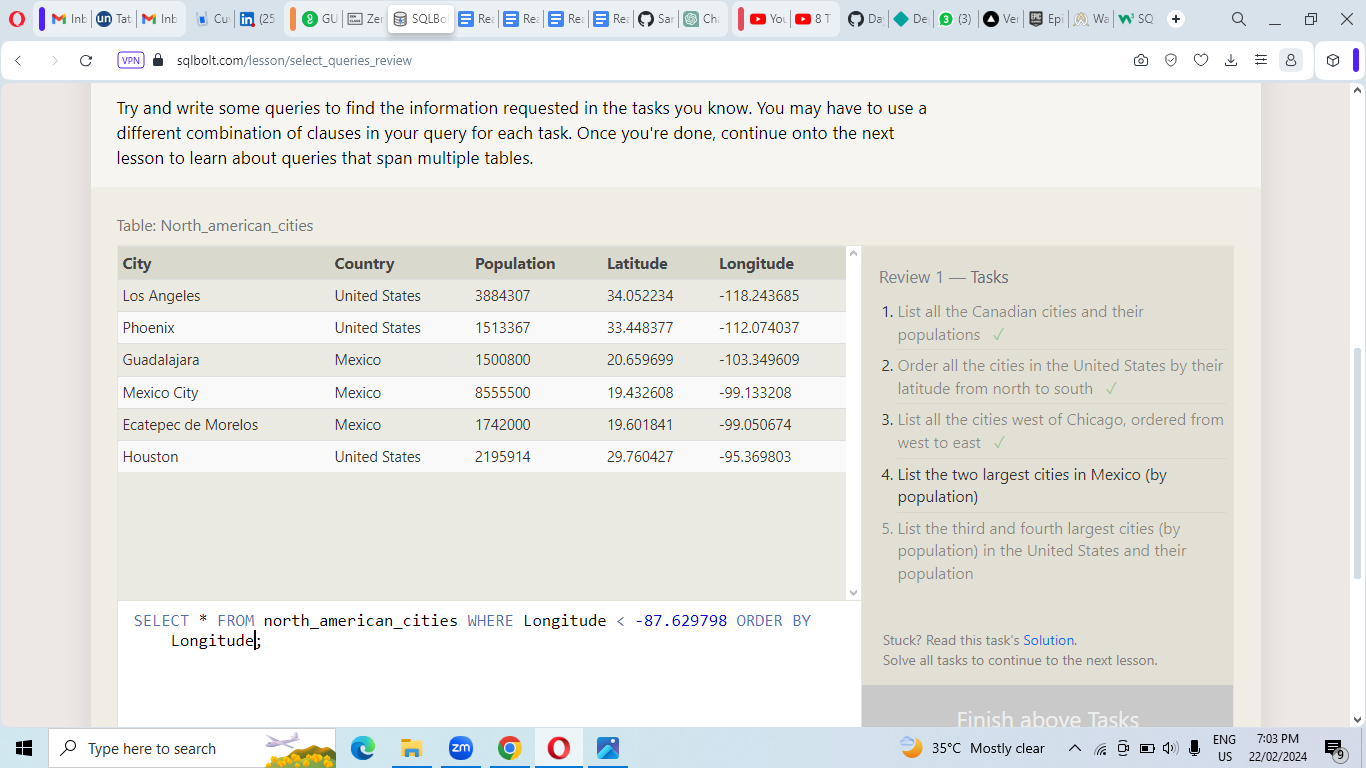 Inb
Tat
Inb
Cu
(25
GU
Zer
SQLBo
Rea
Rea
Rea
Rea
Sar
Cha
You
8 T
Da
De
(3)
Ver
Epi
Wa
SQ
VPN
sqlbolt.com/lesson/select_queries_review
Try and write some queries to find the information requested in the tasks you know. You may have to use a
different combination of clauses in your query for each task. Once you're done, continue onto the next
lesson to learn about queries that span multiple tables.
Table: North_american_cities
City Country Population Latitude Longitude
Los Angeles United States 3884307 34.052234 -118.243685
Phoenix United States 1513367 33.448377 -112.074037
Guadalajara Mexico 1500800 20.659699 -103.349609
Mexico City Mexico 8555500 19.432608 -99.133208
Ecatepec de Morelos Mexico 1742000 19.601841 -99.050674
Houston United States 2195914 29.760427 -95.369803
SELECT * FROM north_american_cities WHERE Longitude < -87.629798 ORDER BY
Longitude;
Review 1 — Tasks
1. List all the Canadian cities and their
populations ✓
2. Order all the cities in the United States by their
latitude from north to south ✓
3. List all the cities west of Chicago, ordered from
west to east ✓
4. List the two largest cities in Mexico (by
population)
5. List the third and fourth largest cities (by
population) in the United States and their
population
Stuck? Read this task's Solution.
Solve all tasks to continue to the next lesson.
Finish above Tasks
Type here to search
zm
35°C Mostly clear
ENG
US
7:03 PM
22/02/2024
9